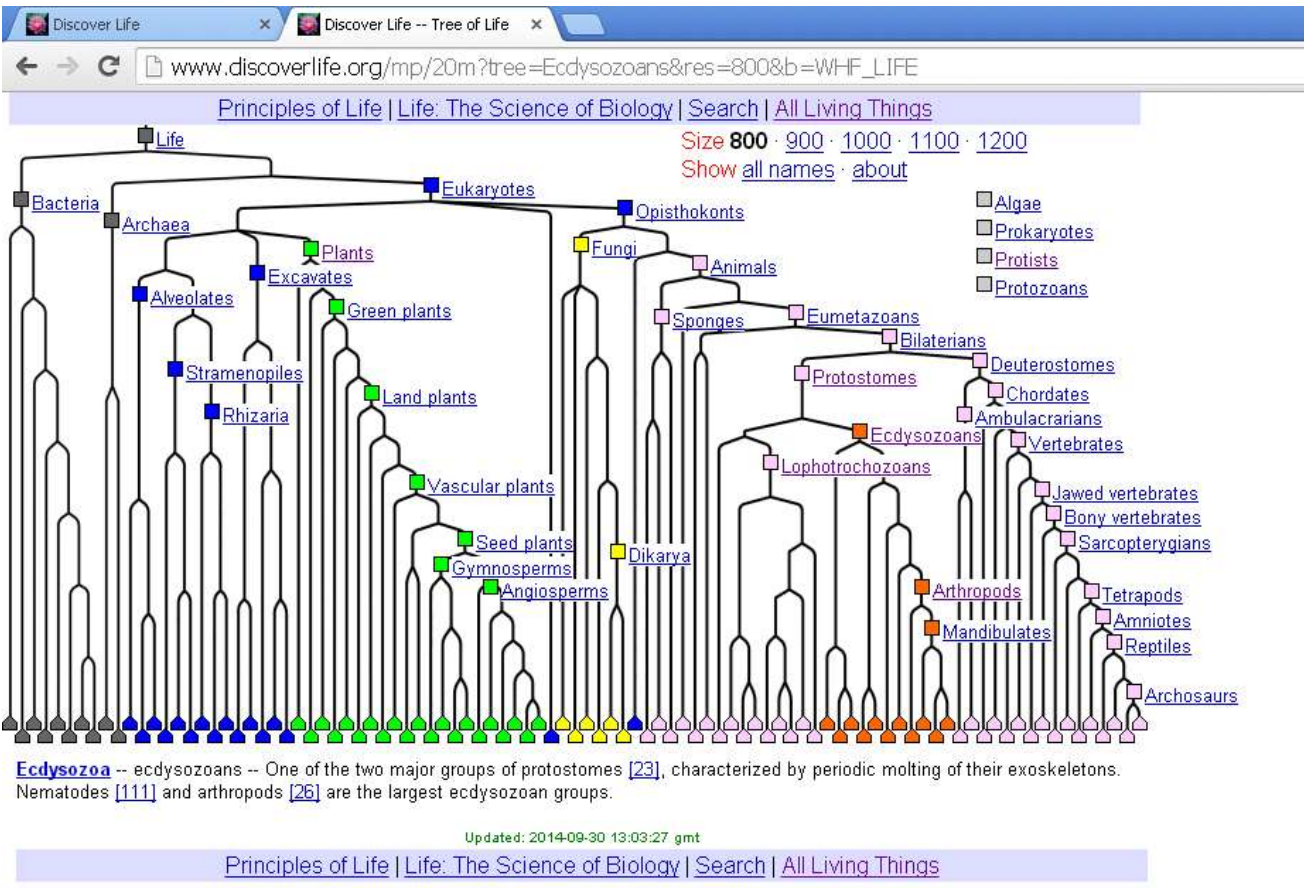 Discover Life
Discover Life -- Tree of Life
www.discoverlife.org/mp/20m?tree=Ecdysozoans&res=800&b=WHF_LIFE
Principles of Life | Life: The Science of Biology | Search | All Living Things
Life
Size 800 · 900 · 1000 · 1100 · 1200
Show all names · about
Bacteria
Archaea
Eukaryotes
Opisthokonts
Algae
Prokaryotes
Protists
Protozoans
Plants
Fungi
Animals
Excavates
Alveolates
Green plants
Sponges
Eumetazoans
Bilaterians
Stramenopiles
Protostomes
Deuterostomes
Rhizaria
Land plants
Chordates
Ambulacrarians
Ecdysozoans
Vertebrates
Lophotrochozoans
Vascular plants
Jawed vertebrates
Bony vertebrates
Seed plants
Sarcopterygians
Dikarya
Gymnosperms
Angiosperms
Arthropods
Tetrapods
Amniotes
Mandibulates
Reptiles
Archosaurs
Ecdysozoa -- ecdysozoans -- One of the two major groups of protostomes [23], characterized by periodic molting of their exoskeletons.
Nematodes [111] and arthropods [26] are the largest ecdysozoan groups.
Updated: 2014-09-30 13:03:27 gmt
Principles of Life | Life: The Science of Biology | Search | All Living Things